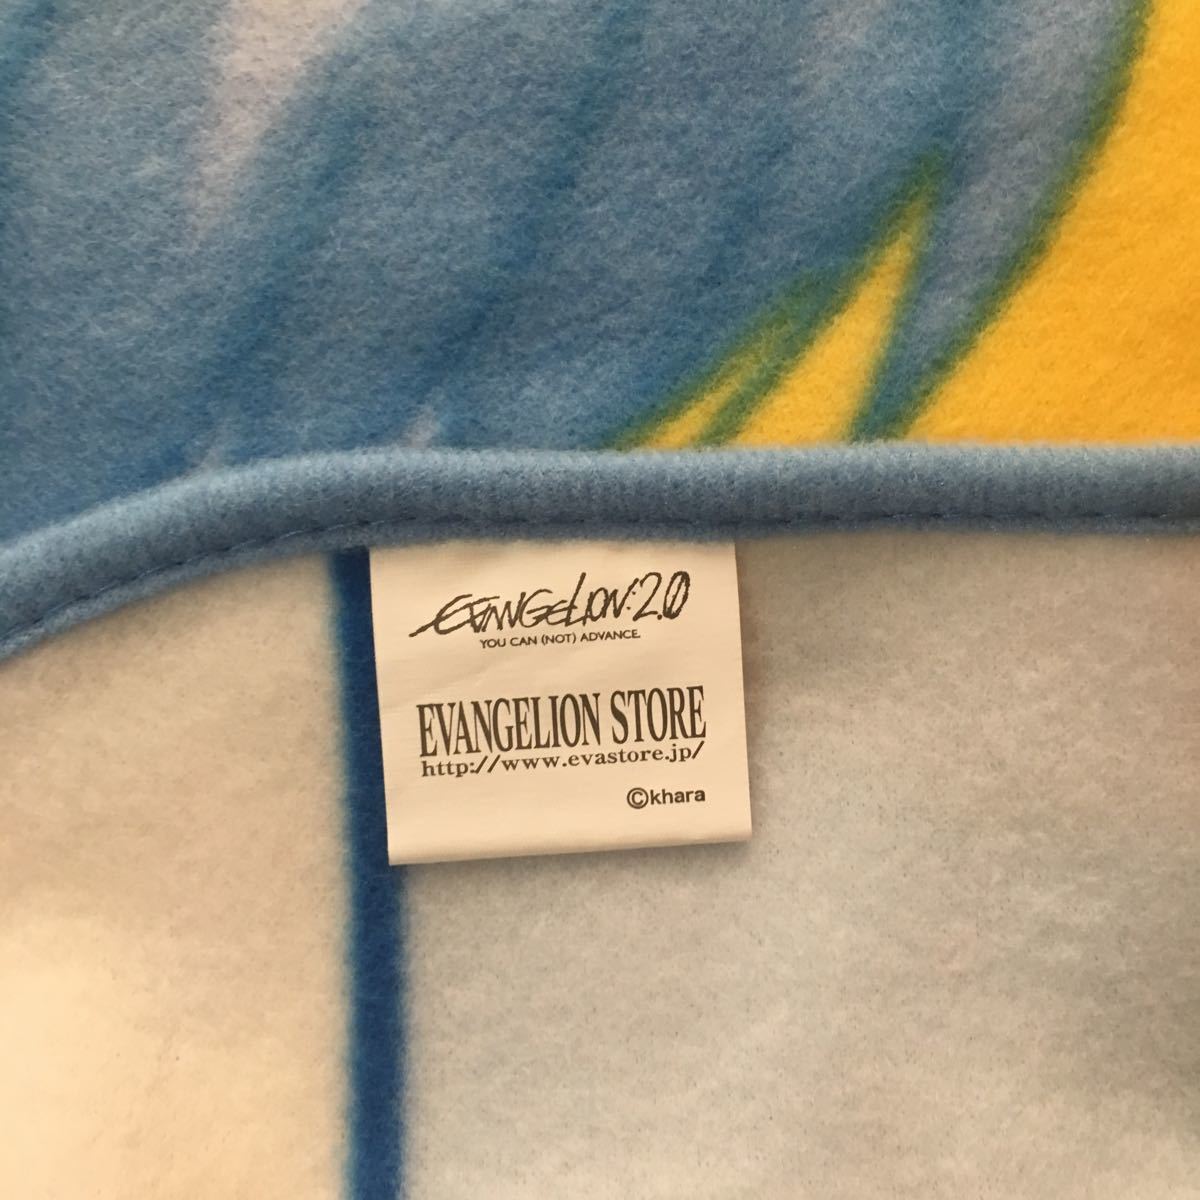 EVANGELION:2.0
YOU CAN (NOT) ADVANCE.
EVANGELION STORE
http://www.evastore.jp/
©khara